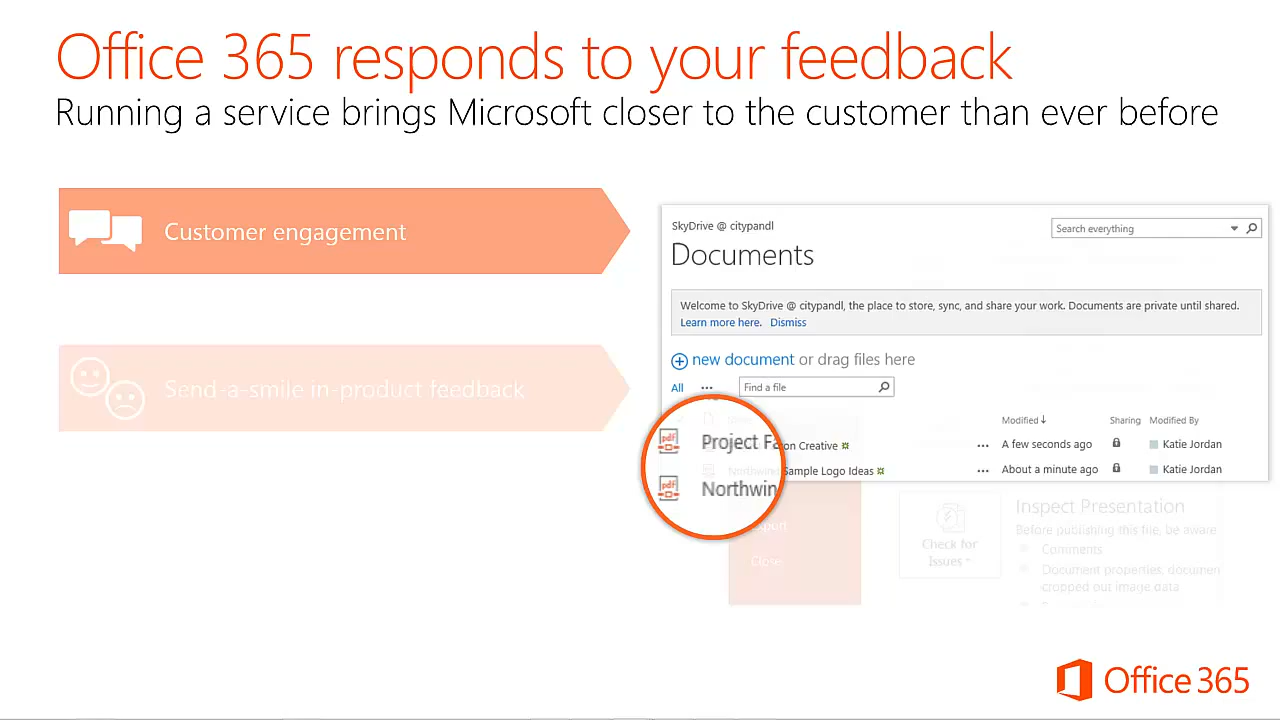 Office 365 responds to your feedback
Running a service brings Microsoft closer to the customer than ever before
Customer engagement
Send-a-smile in-product feedback
SkyDrive @ citypandl
Search everything
Documents
Welcome to SkyDrive @ citypandl, the place to store, sync, and share your work. Documents are private until shared.
Learn more here. Dismiss
new document or drag files here
All ... Find a file
Modified Sharing Modified By
pdf Project Fa on Creative ... A few seconds ago Katie Jordan
Northwind Sample Logo Ideas ... About a minute ago Katie Jordan
pdf Northwin
Export
Close
Check for
Issues
Inspect Presentation
Before publishing this file, be aware
Comments
Document properties, documen
cropped out image data
Office 365